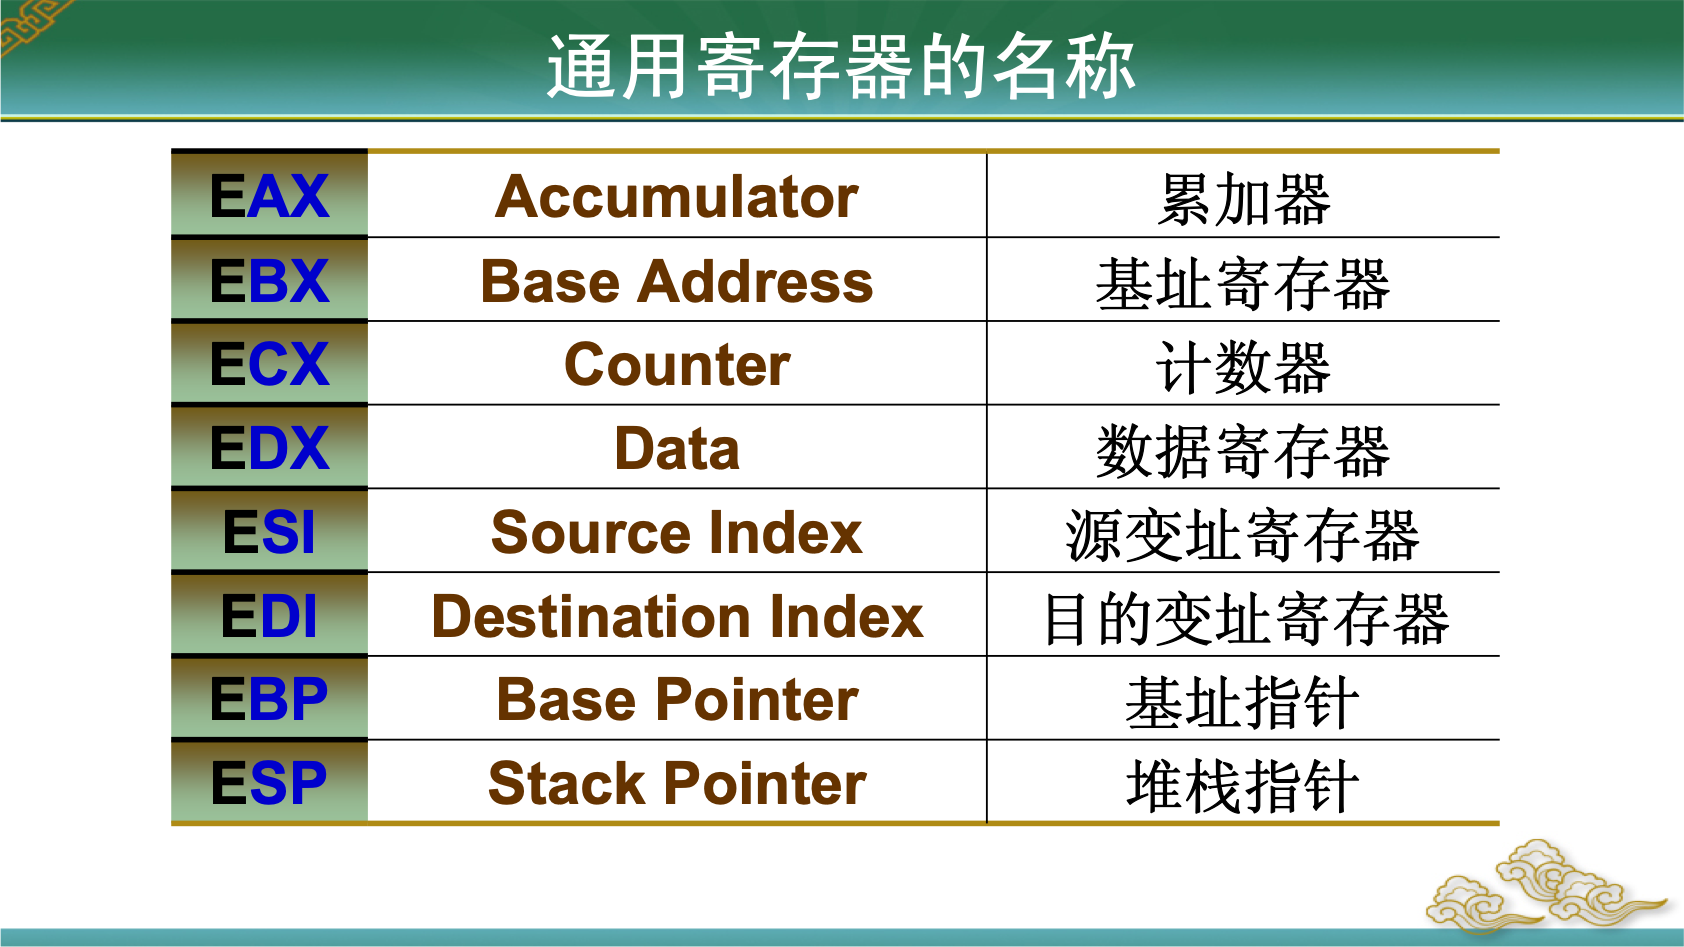 通用寄存器的名称
EAX Accumulator 累加器
EBX Base Address 基址寄存器
ECX Counter 计数器
EDX Data 数据寄存器
ESI Source Index 源变址寄存器
EDI Destination Index 目的变址寄存器
EBP Base Pointer 基址指针
ESP Stack Pointer 堆栈指针